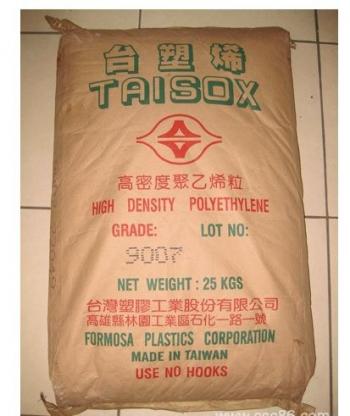 台塑烯
TAISOX
高密度聚乙烯粒
HIGH DENSITY POLYETHYLENE
GRADE: LOT NO:
9007
NET WEIGHT: 25 KGS
台灣塑膠工業股份有限公司
高雄縣林園工業區石化一路一號
FORMOSA PLASTICS CORPORATION
MADE IN TAIWAN
USE NO HOOKS